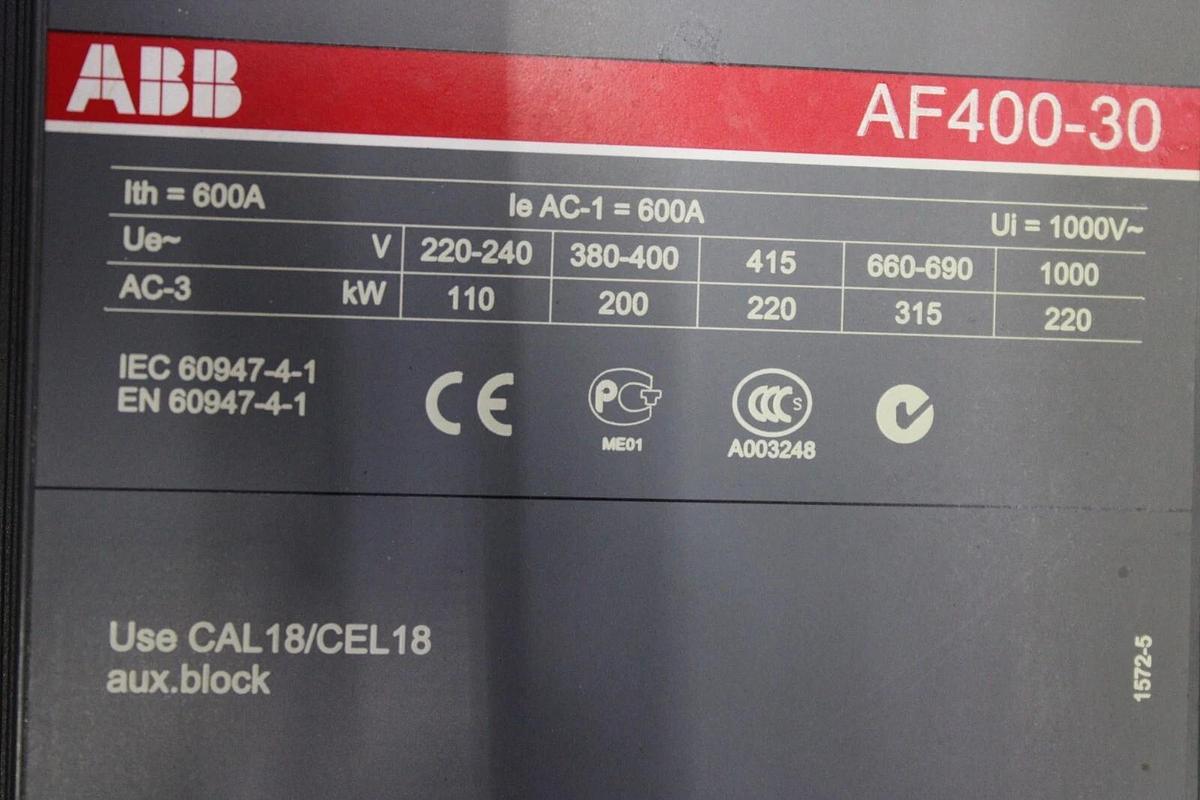 ABB AF400-30
Ith = 600A Ie AC-1 = 600A Ui = 1000V~
Ue~ V 220-240 380-400 415 660-690 1000
AC-3 kW 110 200 220 315 220
IEC 60947-4-1
EN 60947-4-1
CE PCT CCC S
ME01 A003248
Use CAL18/CEL18
aux.block
1572-5